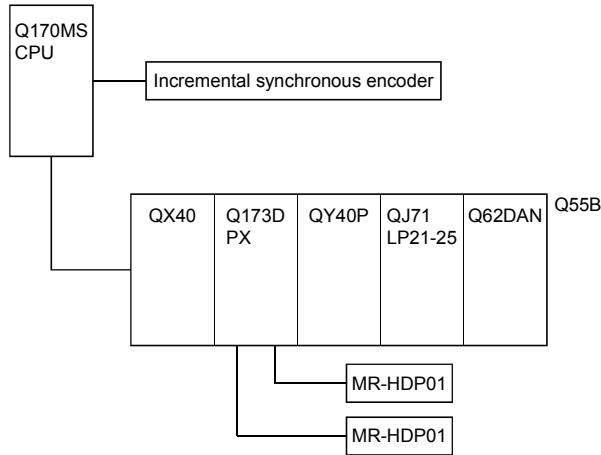 Q170MS
CPU
Incremental synchronous encoder
QX40
Q173D
PX
QY40P
QJ71
LP21-25
Q62DAN
Q55B
MR-HDP01
MR-HDP01